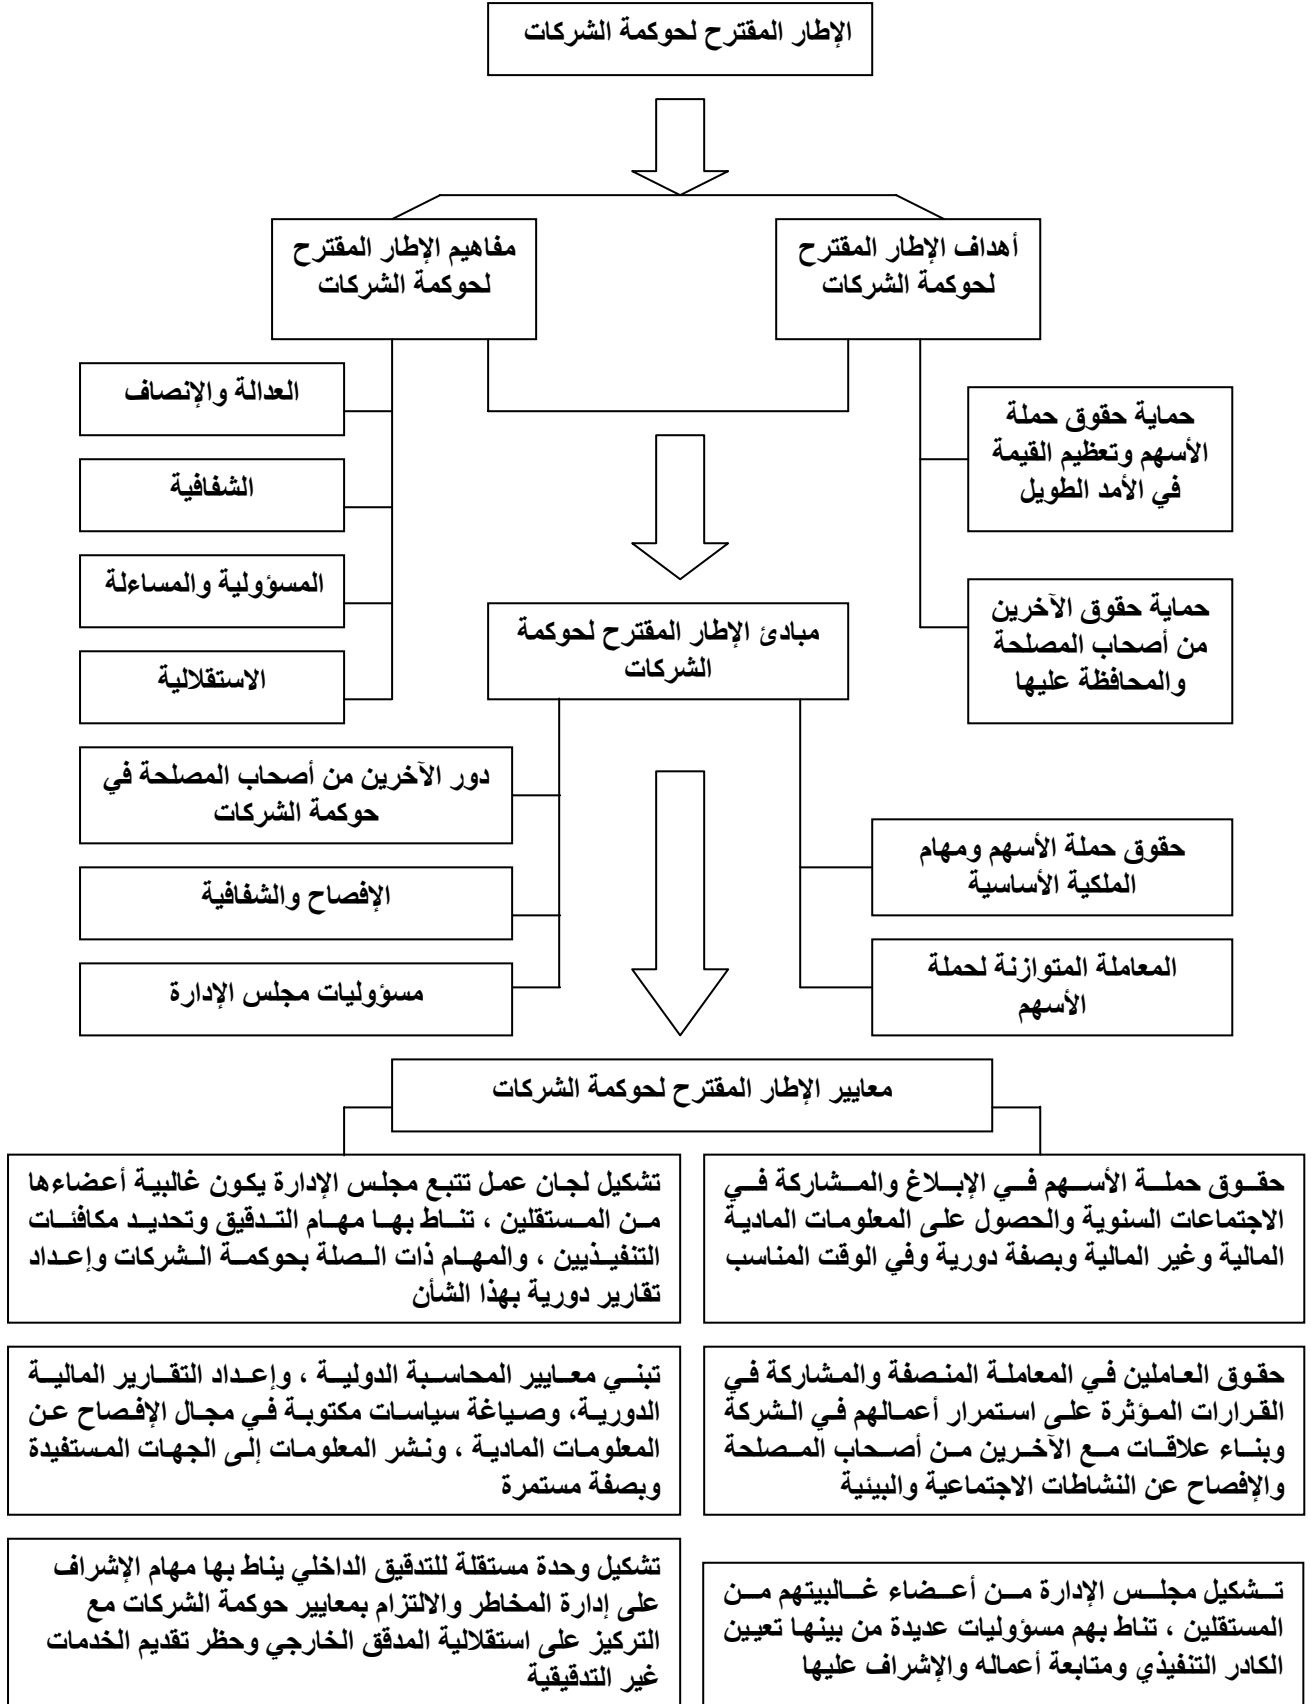 الإطار المقترح لحوكمة الشركات
أهداف الإطار المقترح
لحوكمة الشركات
مفاهيم الإطار المقترح
لحوكمة الشركات
حماية حقوق حملة
الأسهم وتعظيم القيمة
في الأمد الطويل
حماية حقوق الآخرين
من أصحاب المصلحة
والمحافظة عليها
العدالة والإنصاف
الشفافية
المسؤولية والمساءلة
الاستقلالية
مبادئ الإطار المقترح لحوكمة
الشركات
حقوق حملة الأسهم ومهام
الملكية الأساسية
المعاملة المتوازنة لحملة
الأسهم
دور الآخرين من أصحاب المصلحة في
حوكمة الشركات
الإفصاح والشفافية
مسؤوليات مجلس الإدارة
معايير الإطار المقترح لحوكمة الشركات
حقوق حملة الأسهم في الإبلاغ والمشاركة في
الاجتماعات السنوية والحصول على المعلومات المادية
المالية وغير المالية وبصفة دورية وفي الوقت المناسب
تشكيل لجان عمل تتبع مجلس الإدارة يكون غالبية أعضاءها
من المستقلين ، تناط بها مهام التدقيق وتحديد مكافئات
التنفيذيين ، والمهام ذات الصلة بحوكمة الشركات وإعداد
تقارير دورية بهذا الشأن
حقوق العاملين في المعاملة المنصفة والمشاركة في
القرارات المؤثرة على استمرار أعمالهم في الشركة
وبناء علاقات مع الآخرين من أصحاب المصلحة
والإفصاح عن النشاطات الاجتماعية والبيئية
تبني معايير المحاسبة الدولية ، وإعداد التقارير المالية
الدورية، وصياغة سياسات مكتوبة في مجال الإفصاح عن
المعلومات المادية ، ونشر المعلومات إلى الجهات المستفيدة
وبصفة مستمرة
تشكيل مجلس الإدارة من أعضاء غالبيتهم من
المستقلين ، تناط بهم مسؤوليات عديدة من بينها تعيين
الكادر التنفيذي ومتابعة أعماله والإشراف عليها
تشكيل وحدة مستقلة للتدقيق الداخلي يناط بها مهام الإشراف
على إدارة المخاطر والالتزام بمعايير حوكمة الشركات مع
التركيز على استقلالية المدقق الخارجي وحظر تقديم الخدمات
غير التدقيقية